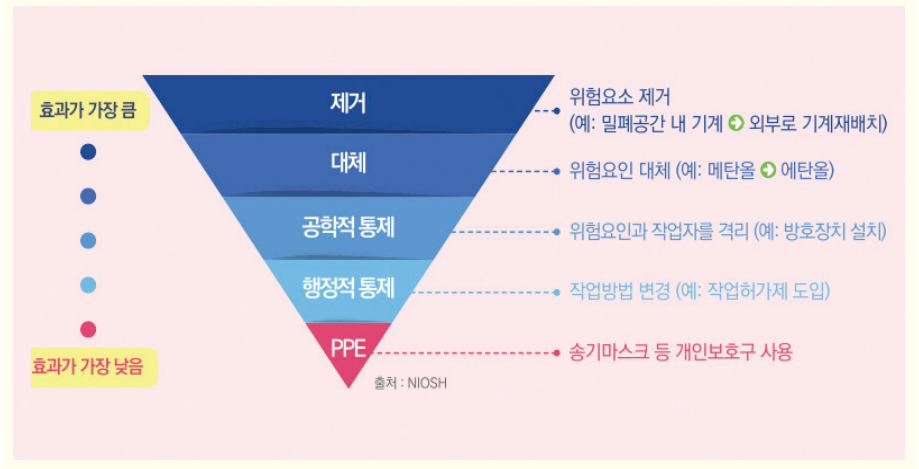 효과가 가장 큼
제거
위험요소 제거
(예: 밀폐공간 내 기계 ➲ 외부로 기계재배치)
대체
위험요인 대체 (예: 메탄올 ➲ 에탄올)
공학적 통제
위험요인과 작업자를 격리 (예: 방호장치 설치)
행정적 통제
작업방법 변경 (예: 작업허가제 도입)
PPE
송기마스크 등 개인보호구 사용
효과가 가장 낮음
출처 : NIOSH